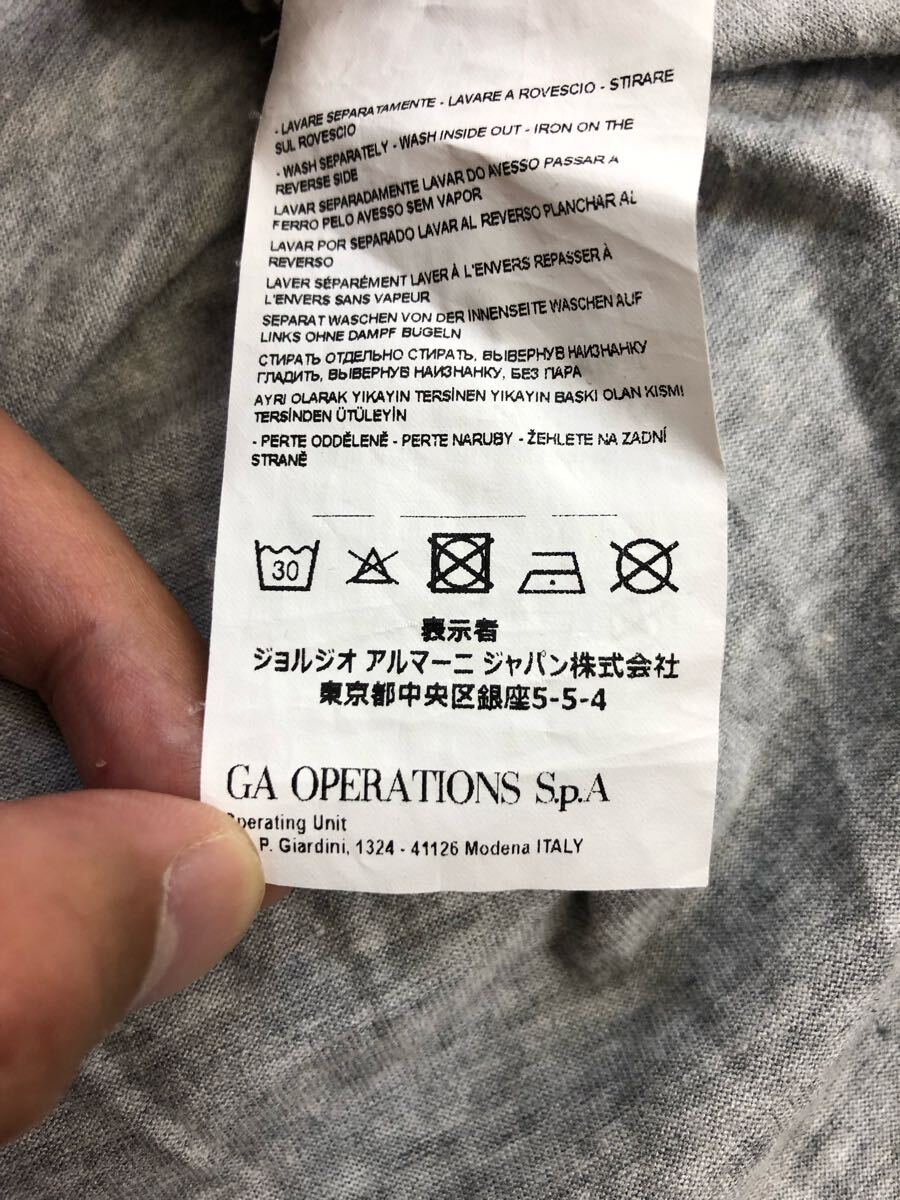 - LAVARE SEPARATAMENTE - LAVARE A ROVESCIO - STIRARE
SUL ROVESCIO
- WASH SEPARATELY - WASH INSIDE OUT - IRON ON THE
REVERSE SIDE
LAVAR SEPARADAMENTE LAVAR DO AVESSO PASSAR A
FERRO PELO AVESSO SEM VAPOR
LAVAR POR SEPARADO LAVAR AL REVERSO PLANCHAR AL
REVERSO
LAVER SÉPARÉMENT LAVER À L'ENVERS REPASSER À
L'ENVERS SANS VAPEUR
SEPARAT WASCHEN VON DER INNENSEITE WASCHEN AUF
LINKS OHNE DAMPF BÜGELN
СТИРАТЬ ОТДЕЛЬНО СТИРАТЬ, ВЫВЕРНУВ НАИЗНАНКУ
ГЛАДИТЬ, ВЫВЕРНУВ НАИЗНАНКУ, БЕЗ ПАРА
AYRI OLARAK YIKAYIN TERSİNEN YIKAYIN BASKI OLAN KISMI
TERSİNDEN ÜTÜLEYİN
- PERTE ODDĚLENĚ - PERTE NARUBY - ŽEHLETE NA ZADNÍ
STRANĚ
30
表示者
ジョルジオ アルマーニ ジャパン株式会社
東京都中央区銀座5-5-4
GA OPERATIONS S.p.A
Operating Unit
P. Giardini, 1324 - 41126 Modena ITALY